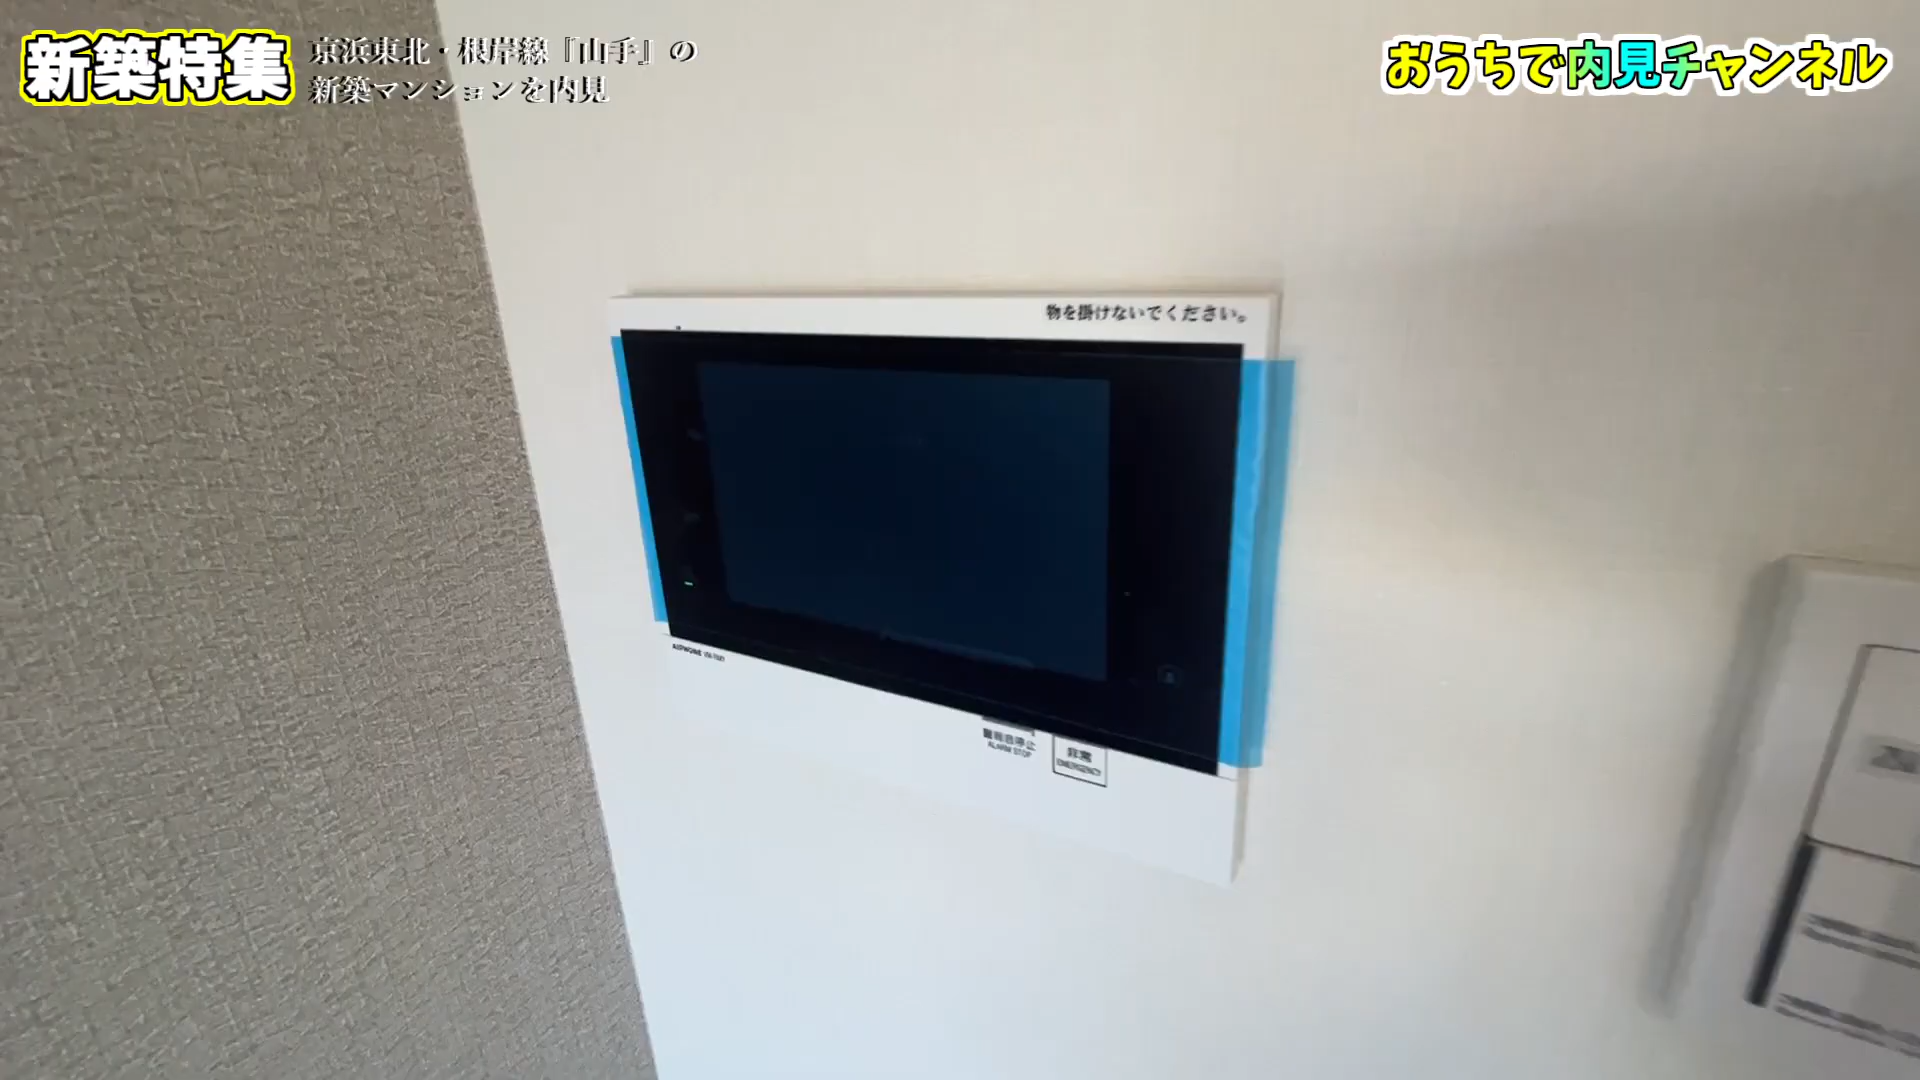 新築特集
京浜東北・根岸線『山手』の
新築マンションを内見
おうちで内見チャンネル
物を掛けないでください。
AIPHONE
警報音停止
ALARM STOP
非常
EMERGENCY